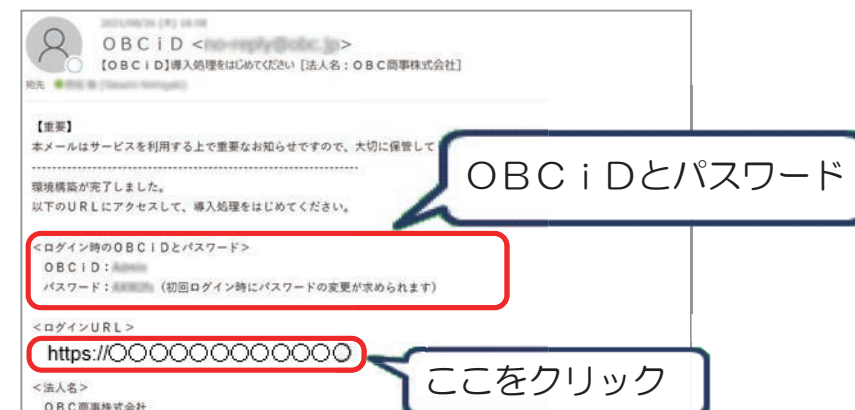 OBCiD <
>
【OBCiD】導入処理をはじめてください [法人名：OBC商事株式会社]
宛先
【重要】
本メールはサービスを利用する上で重要なお知らせですので、大切に保管して
環境構築が完了しました。
以下のURLにアクセスして、導入処理をはじめてください。
OBCiDとパスワード
<ログイン時のOBCiDとパスワード>
OBCiD：
パスワード： （初回ログイン時にパスワードの変更が求められます）
<ログインURL>
https://○○○○○○○○○○○○○
ここをクリック
<法人名>
OBC商事株式会社